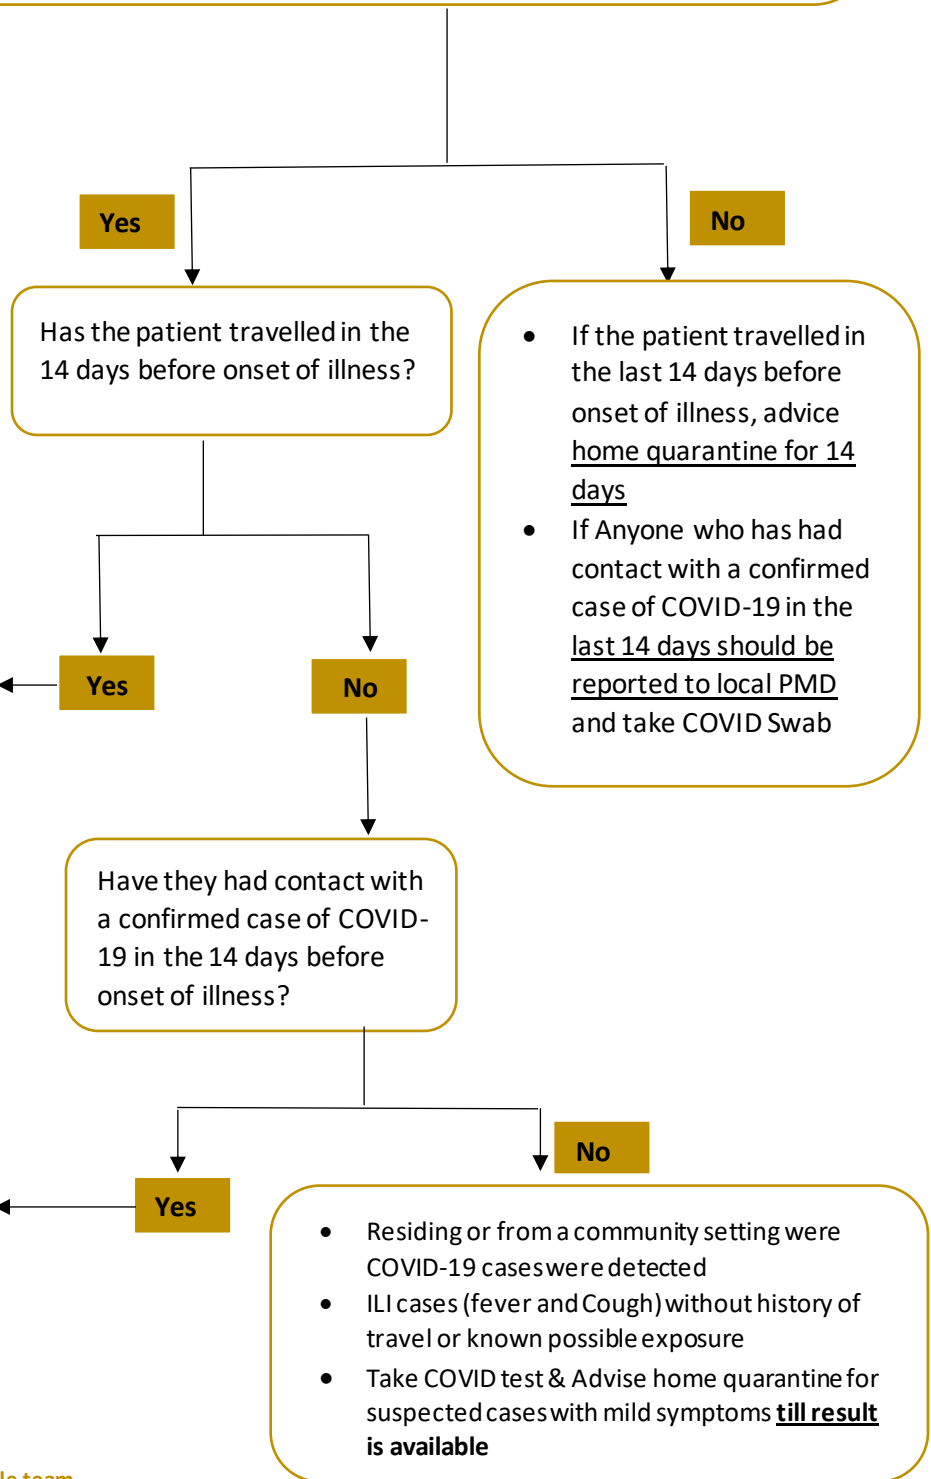 Yes
No
Has the patient travelled in the
14 days before onset of illness?
• If the patient travelled in
the last 14 days before
onset of illness, advice
home quarantine for 14
days
• If Anyone who has had
contact with a confirmed
case of COVID-19 in the
last 14 days should be
reported to local PMD
and take COVID Swab
Yes
No
Have they had contact with
a confirmed case of COVID-
19 in the 14 days before
onset of illness?
Yes
No
• Residing or from a community setting were
COVID-19 cases were detected
• ILI cases (fever and Cough) without history of
travel or known possible exposure
• Take COVID test & Advise home quarantine for
suspected cases with mild symptoms till result
is available
team